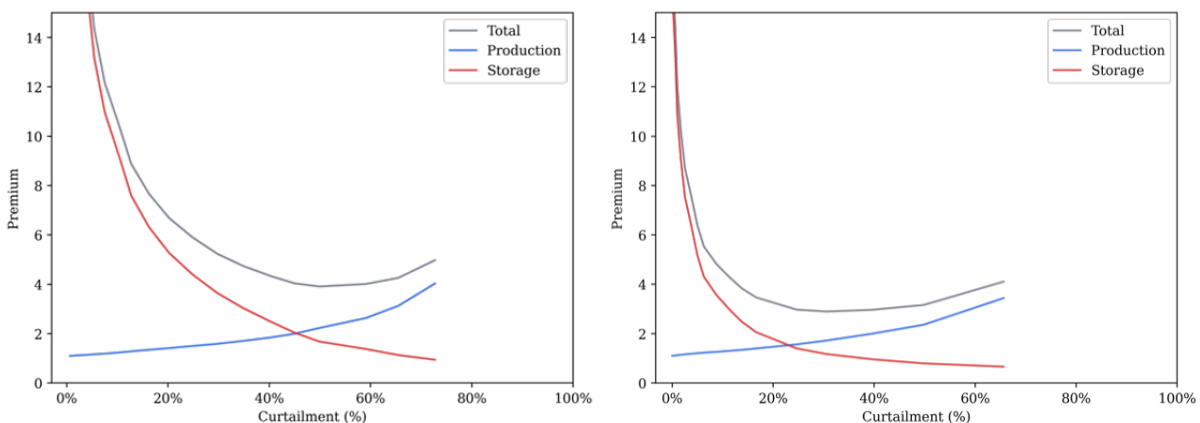 Total
Production
Storage
14
12
10
8
6
4
2
0
Premium
0%
20%
40%
60%
80%
100%
Curtailment (%)
Total
Production
Storage
14
12
10
8
6
4
2
0
Premium
0%
20%
40%
60%
80%
100%
Curtailment (%)